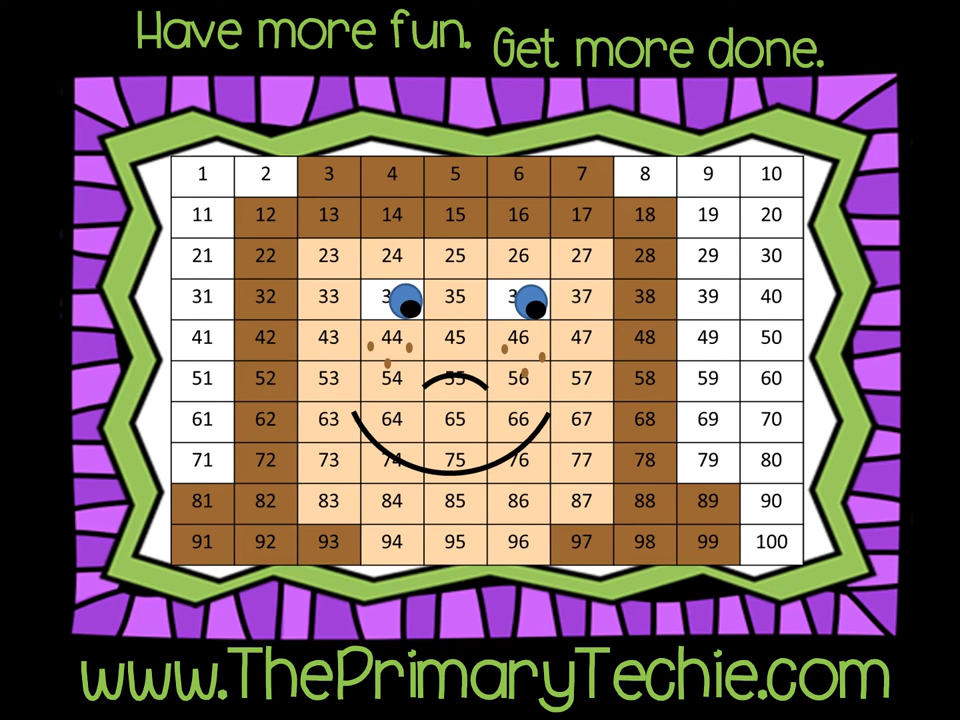 Have more fun. Get more done.
1 2 3 4 5 6 7 8 9 10
11 12 13 14 15 16 17 18 19 20
21 22 23 24 25 26 27 28 29 30
31 32 33 3 35 3 37 38 39 40
41 42 43 44 45 46 47 48 49 50
51 52 53 54 55 56 57 58 59 60
61 62 63 64 65 66 67 68 69 70
71 72 73 74 75 76 77 78 79 80
81 82 83 84 85 86 87 88 89 90
91 92 93 94 95 96 97 98 99 100
www.ThePrimaryTechie.com